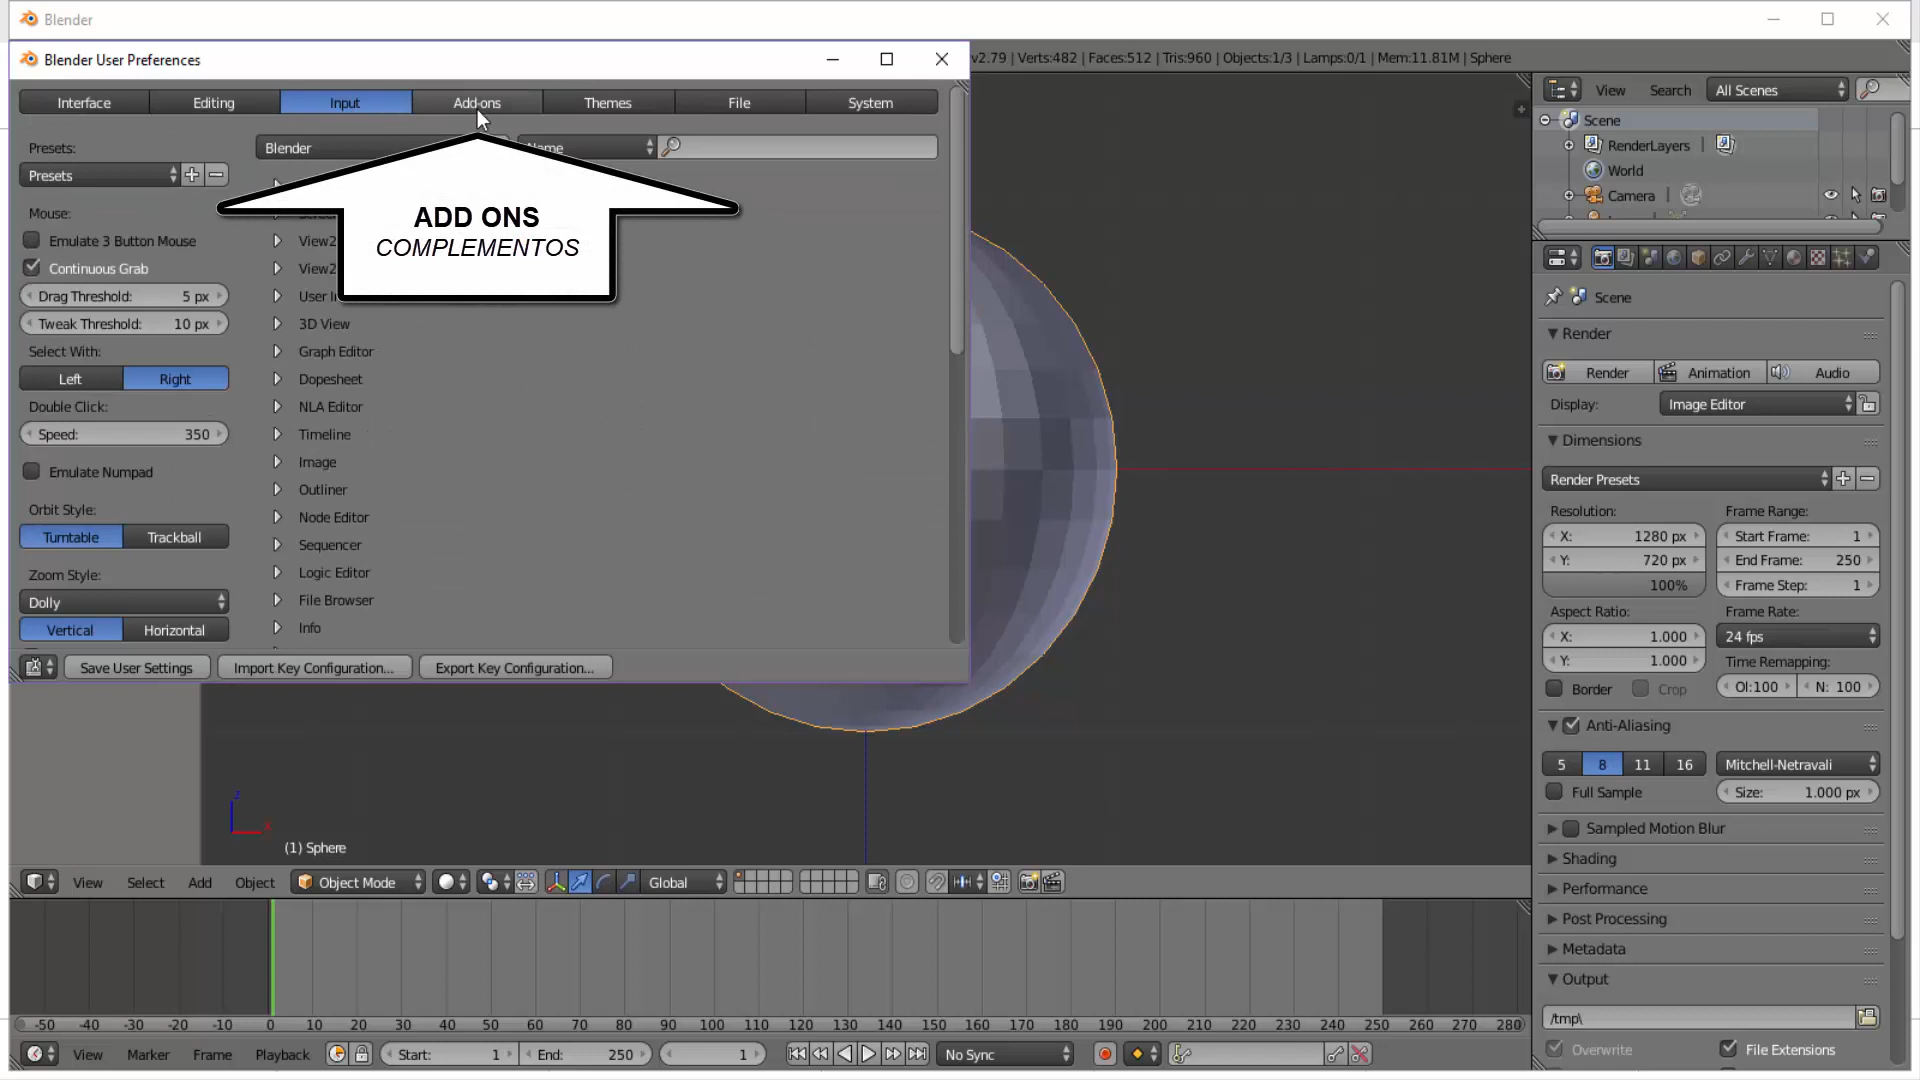 Blender
Blender User Preferences
v2.79 | Verts:482 | Faces:512 | Tris:960 | Objects:1/3 | Lamps:0/1 | Mem:11.81M | Sphere
Interface
Editing
Input
Add-ons
Themes
File
System
Presets:
Presets
Blender
Name
Mouse:
Emulate 3 Button Mouse
Continuous Grab
Drag Threshold: 5 px
Tweak Threshold: 10 px
Select With:
Left
Right
Double Click:
Speed: 350
Emulate Numpad
Orbit Style:
Turntable
Trackball
Zoom Style:
Dolly
Vertical
Horizontal
ADD ONS
COMPLEMENTOS
View2
View2
User I
3D View
Graph Editor
Dopesheet
NLA Editor
Timeline
Image
Outliner
Node Editor
Sequencer
Logic Editor
File Browser
Info
Save User Settings
Import Key Configuration...
Export Key Configuration...
View
Search
All Scenes
Scene
RenderLayers
World
Camera
Scene
Render
Render
Animation
Audio
Display:
Image Editor
Dimensions
Render Presets
Resolution:
Frame Range:
X: 1280 px
Start Frame: 1
Y: 720 px
End Frame: 250
100%
Frame Step: 1
Aspect Ratio:
Frame Rate:
X: 1.000
24 fps
Y: 1.000
Time Remapping:
Border
Crop
Ol:100
N: 100
Anti-Aliasing
5
8
11
16
Mitchell-Netravali
Full Sample
Size: 1.000 px
Sampled Motion Blur
Shading
Performance
Post Processing
Metadata
Output
/tmp\
Overwrite
File Extensions
z
x
(1) Sphere
View
Select
Add
Object
Object Mode
Global
-50 -40 -30 -20 -10 0 10 20 30 40 50 60 70 80 90 100 110 120 130 140 150 160 170 180 190 200 210 220 230 240 250 260 270 280
View
Marker
Frame
Playback
Start: 1
End: 250
1
No Sync